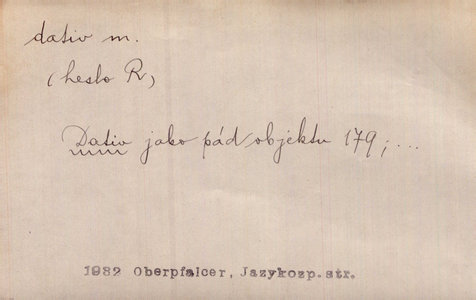 dativ m.
(heslo R)
Dativ jako pád objektu 179; ...
1932 Oberpfalcer, Jazykozp. str.